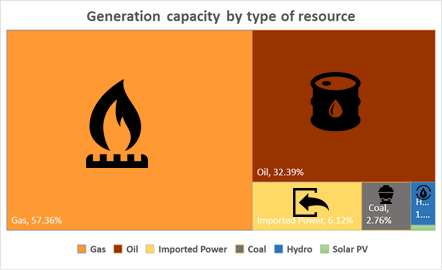 Generation capacity by type of resource
Oil, 32.39%
Gas, 57.36%
Imported Power, 6.12%
Coal,
2.76%
H...
1....
Gas Oil Imported Power Coal Hydro Solar PV